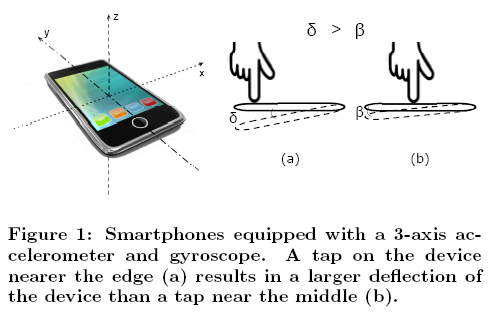 z
y
x
δ > β
δ
β
(a)
(b)
Figure 1: Smartphones equipped with a 3-axis ac-
celerometer and gyroscope. A tap on the device
nearer the edge (a) results in a larger deflection of
the device than a tap near the middle (b).